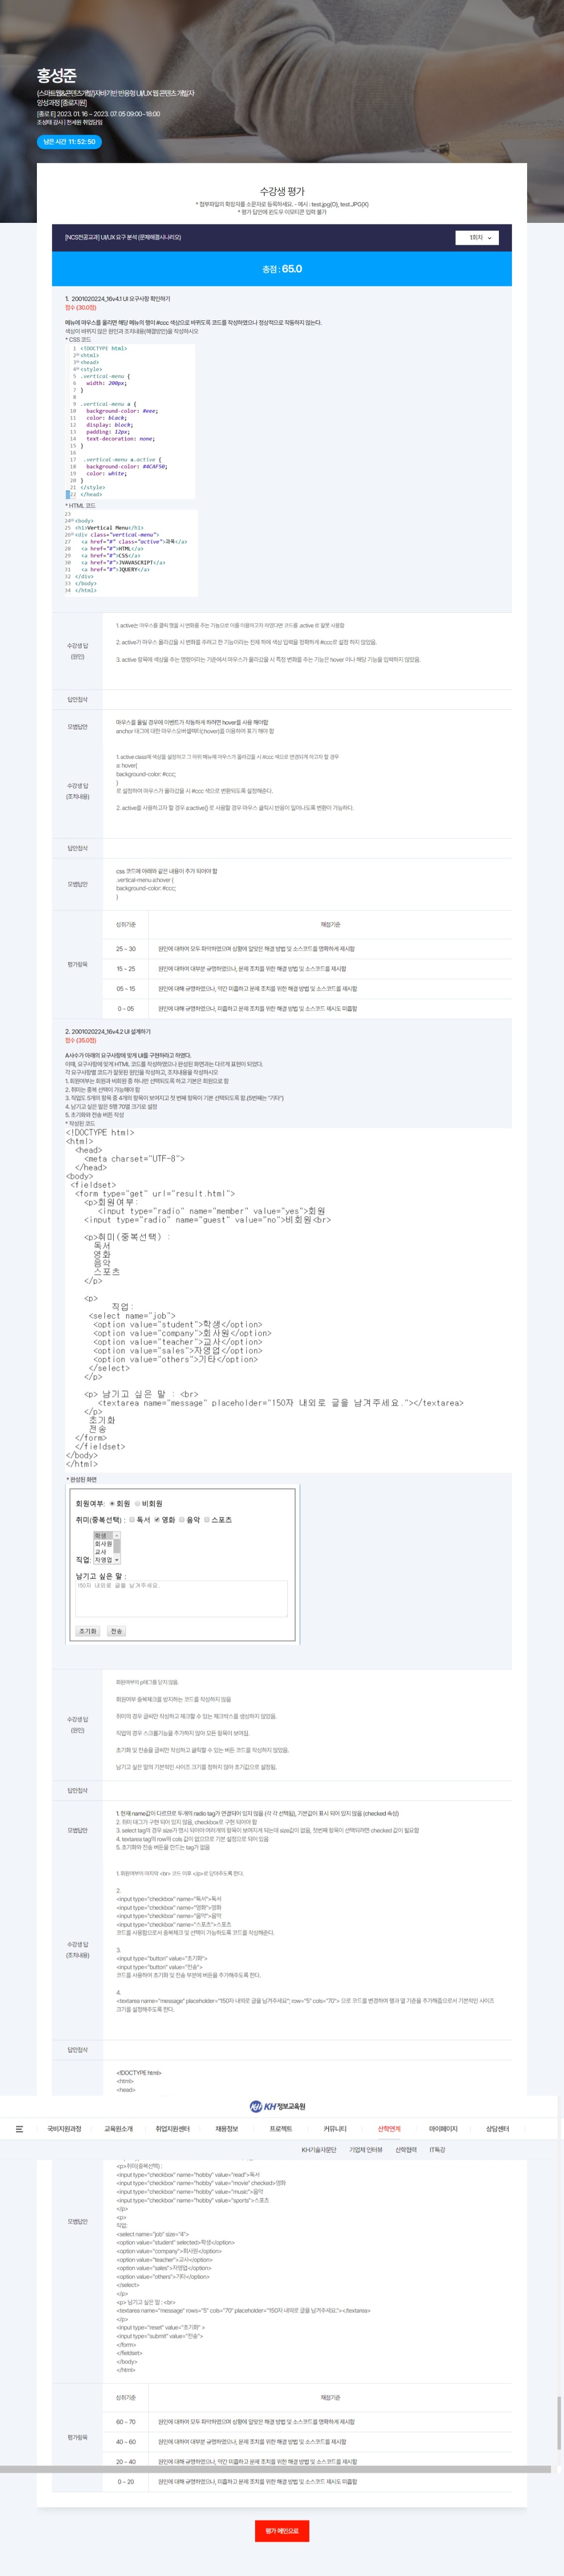 홍성준
(스마트웹&콘텐츠개발)자바기반 반응형 UI/UX 웹 콘텐츠 개발자
양성과정 [종로지원]
[종로 E] 2023. 01. 16 ~ 2023. 07. 05 09:00~18:00
조성태 강사 | 전세원 취업담임
남은 시간 11: 52: 50
수강생 평가
* 첨부파일의 확장자를 소문자로 등록하세요. - 예시 : test.jpg(O), test.JPG(X)
* 평가 답안에 윈도우 이모티콘 입력 불가
[NCS전공교과] UI/UX 요구 분석 (문제해결시나리오)
1회차
총점 : 65.0
1. 2001020224_16v4.1 UI 요구사항 확인하기
점수 (30.0점)
메뉴에 마우스를 올리면 해당 메뉴의 행이 #ccc 색상으로 바뀌도록 코드를 작성하였으나 정상적으로 작동하지 않는다.
색상이 바뀌지 않은 원인과 조치내용(해결방안)을 작성하시오
* CSS 코드
1 <!DOCTYPE html>
2 <html>
3 <head>
4 <style>
5 .vertical-menu {
6 width: 200px;
7 }
8
9 .vertical-menu a {
10 background-color: #eee;
11 color: black;
12 display: block;
13 padding: 12px;
14 text-decoration: none;
15 }
16
17 .vertical-menu a.active {
18 background-color: #4CAF50;
19 color: white;
20 }
21 </style>
22 </head>
* HTML 코드
23
24 <body>
25 <h1>Vertical Menu</h1>
26 <div class="vertical-menu">
27 <a href="#" class="active">과목</a>
28 <a href="#">HTML</a>
29 <a href="#">CSS</a>
30 <a href="#">JVAVASCRIPT</a>
31 <a href="#">JQUERY</a>
32 </div>
33 </body>
34 </html>
수강생 답
(원인)
1. active는 마우스를 클릭 했을 시 변화를 주는 기능으로 이를 이용하고자 하였다면 코드를 .active 로 잘못 사용함
2. active가 마우스 올라갔을 시 변화를 주려고 한 기능이라는 전제 하에 색상 입력을 정확하게 #ccc로 설정 하지 않았음.
3. active 항목에 색상을 주는 명령어라는 기준에서 마우스가 올라갔을 시 특정 변화를 주는 기능은 hover 이나 해당 기능을 입력하지 않았음.
답안첨삭
모범답안
마우스를 올릴 경우에 이벤트가 작동하게 하려면 hover를 사용 해야함
anchor 태그에 대한 마우스오버셀렉터(:hover)를 이용하여 표기 해야 함
수강생 답
(조치내용)
1. active class에 색상을 설정하고 그 하위 메뉴에 마우스가 올라갔을 시 #ccc 색으로 변경되게 하고자 할 경우
a: hover{
background-color: #ccc;
}
로 설정하여 마우스가 올라갔을 시 #ccc 색으로 변환되도록 설정해준다.
2. active를 사용하고자 할 경우 a:active{} 로 사용할 경우 마우스 클릭시 반응이 일어나도록 변환이 가능하다.
답안첨삭
모범답안
css 코드에 아래와 같은 내용이 추가 되어야 함
.vertical-menu a:hover {
background-color: #ccc;
}
평가항목
성취기준 채점기준
25 ~ 30 원인에 대하여 모두 파악하였으며 상황에 알맞은 해결 방법 및 소스코드를 명확하게 제시함
15 ~ 25 원인에 대하여 대부분 규명하였으나, 문제 조치를 위한 해결 방법 및 소스코드를 제시함
05 ~ 15 원인에 대해 규명하였으나, 약간 미흡하고 문제 조치를 위한 해결 방법 및 소스코드를 제시함
0 ~ 05 원인에 대해 규명하였으나, 미흡하고 문제 조치를 위한 해결 방법 및 소스코드 제시도 미흡함
2. 2001020224_16v4.2 UI 설계하기
점수 (35.0점)
A사수가 아래의 요구사항에 맞게 UI를 구현하라고 하였다.
이때, 요구사항에 맞게 HTML 코드를 작성하였으나 완성된 화면과는 다르게 표현이 되었다.
각 요구사항별 코드가 잘못된 원인을 작성하고, 조치내용을 작성하시오
1. 회원여부는 회원과 비회원 중 하나만 선택되도록 하고 기본은 회원으로 함
2. 취미는 중복 선택이 가능해야 함
3. 직업도 5개의 항목 중 4개의 항목이 보여지고 첫 번째 항목이 기본 선택되도록 함.(5번째는 "기타")
4. 남기고 싶은 말은 5행 70열 크기로 설정
5. 초기화와 전송 버튼 작성
* 작성된 코드
<!DOCTYPE html>
<html>
<head>
<meta charset="UTF-8">
</head>
<body>
<fieldset>
<form type="get" url="result.html">
<p>회원여부:
<input type="radio" name="member" value="yes">회원
<input type="radio" name="guest" value="no">비회원<br>
<p>취미(중복선택) :
독서
영화
음악
스포츠
</p>
<p>
직업:
<select name="job">
<option value="student">학생</option>
<option value="company">회사원</option>
<option value="teacher">교사</option>
<option value="sales">자영업</option>
<option value="others">기타</option>
</select>
</p>
<p> 남기고 싶은 말 : <br>
<textarea name="message" placeholder="150자 내외로 글을 남겨주세요."></textarea>
</p>
초기화
전송
</form>
</fieldset>
</body>
</html>
* 완성된 화면
회원여부: 회원 비회원
취미(중복선택) : 독서 영화 음악 스포츠
학생
회사원
교사
직업: 자영업
남기고 싶은 말 :
150자 내외로 글을 남겨주세요.
초기화 전송
수강생 답
(원인)
회원여부의 p태그를 닫지 않음.
회원여부 중복체크를 방지하는 코드를 작성하지 않음
취미의 경우 글씨만 작성하고 체크할 수 있는 체크박스를 생성하지 않았음.
직업의 경우 스크롤기능을 추가하지 않아 모든 항목이 보여짐.
초기화 및 전송을 글씨만 작성하고 클릭할 수 있는 버튼 코드를 작성하지 않았음.
남기고 싶은 말의 기본적인 사이즈 크기를 정하지 않아 초기값으로 설정됨.
답안첨삭
모범답안
1. 현재 name값이 다르므로 두개의 radio tag가 연결되어 있지 않음 (각 각 선택됨), 기본값이 표시 되어 있지 않음 (checked 속성)
2. 취미 태그가 구현 되어 있지 않음, checkbox로 구현 되어야 함
3. select tag의 경우 size가 명시 되어야 여러개의 항목이 보여지게 되는데 size값이 없음, 첫번째 항목이 선택되려면 checked 값이 필요함
4. textarea tag의 row와 cols 값이 없으므로 기본 설정으로 되어 있음
5. 초기화와 전송 버튼을 만드는 tag가 없음
수강생 답
(조치내용)
1. 회원여부의 마지막 <br> 코드 이후 </p>로 닫아주도록 한다.
2.
<input type="checkbox" name="독서">독서
<input type="checkbox" name="영화">영화
<input type="checkbox" name="음악">음악
<input type="checkbox" name="스포츠">스포츠
코드를 사용함으로서 중복체크 및 선택이 가능하도록 코드를 작성해준다.
3.
<input type="button" value="초기화">
<input type="button" value="전송">
코드를 사용하여 초기화 및 전송 부분에 버튼을 추가해주도록 한다.
4.
<textarea name="message" placeholder>"150자 내외로 글을 남겨주세요"; row="5" cols="70"> 으로 코드를 변경하여 행과 열 기준을 추가해줌으로서 기본적인 사이즈
크기를 설정해주도록 한다.
답안첨삭
<!DOCTYPE html>
<html>
<head>
KH 정보교육원
국비지원과정 교육원소개 취업지원센터 채용정보 프로젝트 커뮤니티 산학연계 마이페이지 상담센터
KH기술자문단 기업체 인터뷰 산학협력 IT특강
모범답안
<p>취미(중복선택) :
<input type="checkbox" name="hobby" value="read">독서
<input type="checkbox" name="hobby" value="movie" checked>영화
<input type="checkbox" name="hobby" value="music">음악
<input type="checkbox" name="hobby" value="sports">스포츠
</p>
<p>
직업:
<select name="job" size="4">
<option value="student" selected>학생</option>
<option value="company">회사원</option>
<option value="teacher">교사</option>
<option value="sales">자영업</option>
<option value="others">기타</option>
</select>
</p>
<p> 남기고 싶은 말 : <br>
<textarea name="message" rows="5" cols="70" placeholder="150자 내외로 글을 남겨주세요."></textarea>
</p>
<input type="reset" value="초기화" >
<input type="submit" value="전송">
</form>
</fieldset>
</body>
</html>
평가항목
성취기준 채점기준
60 ~ 70 원인에 대하여 모두 파악하였으며 상황에 알맞은 해결 방법 및 소스코드를 명확하게 제시함
40 ~ 60 원인에 대하여 대부분 규명하였으나, 문제 조치를 위한 해결 방법 및 소스코드를 제시함
20 ~ 40 원인에 대해 규명하였으나, 약간 미흡하고 문제 조치를 위한 해결 방법 및 소스코드를 제시함
0 ~ 20 원인에 대해 규명하였으나, 미흡하고 문제 조치를 위한 해결 방법 및 소스코드 제시도 미흡함
평가 메인으로